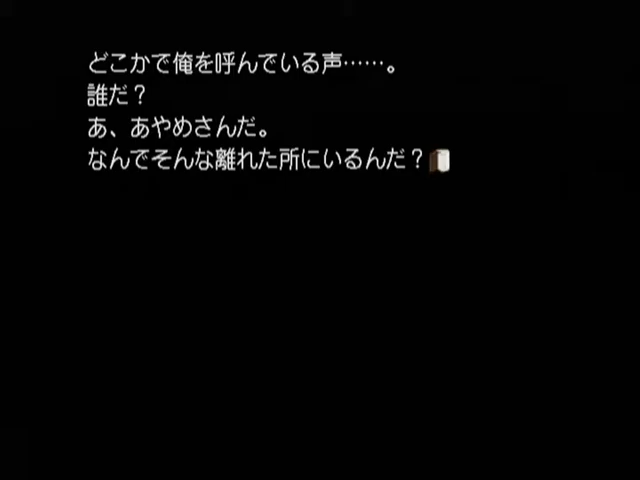 どこかで俺を呼んでいる声……。
誰だ？
あ、あやめさんだ。
なんでそんな離れた所にいるんだ？